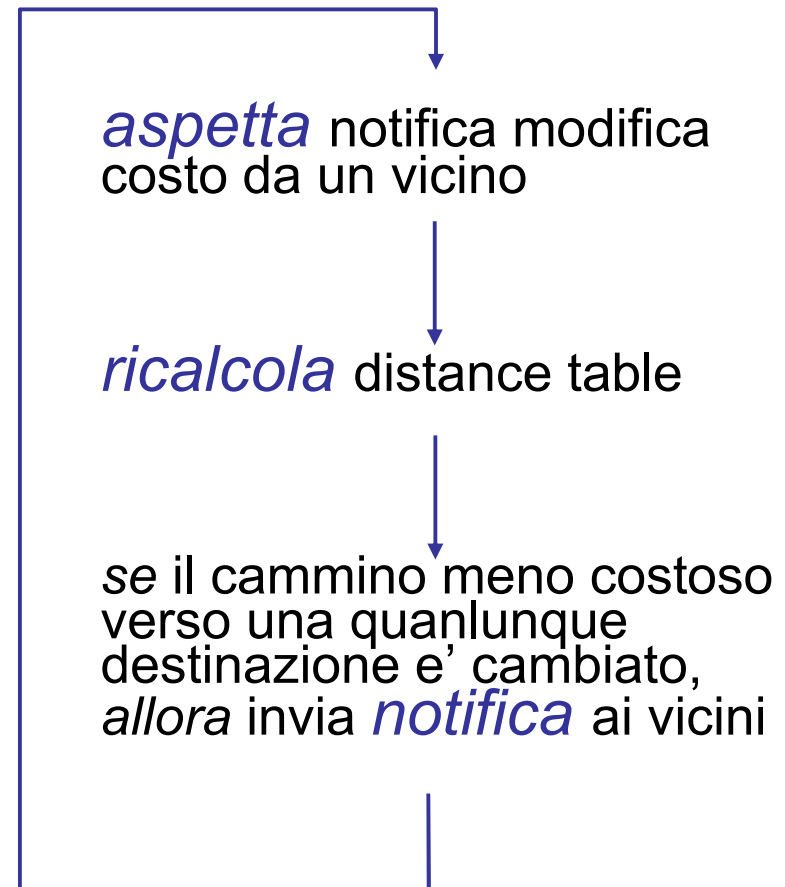 aspetta notifica modifica
costo da un vicino
ricalcola distance table
se il cammino meno costoso
verso una quanlunque
destinazione e’ cambiato,
allora invia notifica ai vicini